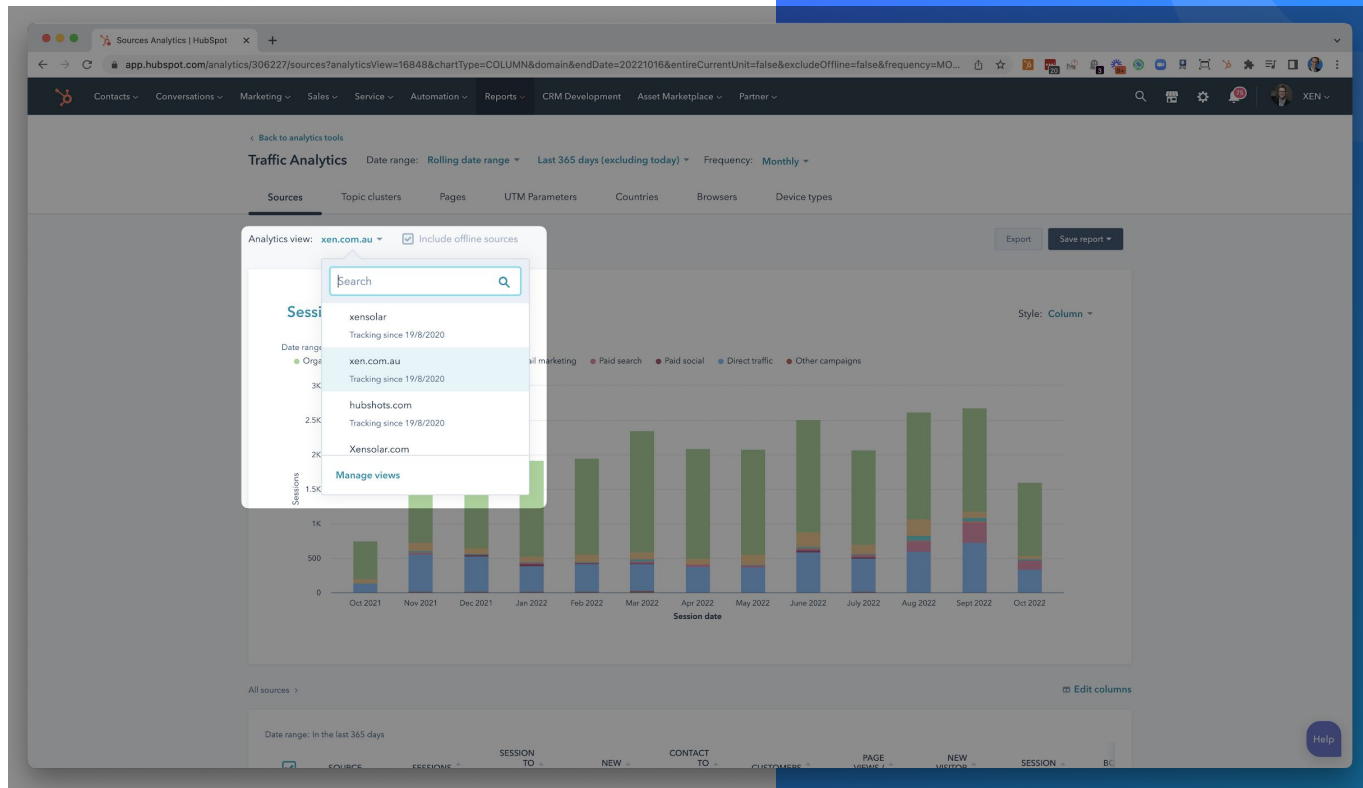 Sources Analytics | HubSpot
app.hubspot.com/analytics/306227/sources?analyticsView=16848&chartType=COLUMN&domain&endDate=20221016&entireCurrentUnit=false&excludeOffline=false&frequency=MO...
20
3
Contacts Conversations Marketing Sales Service Automation Reports CRM Development Asset Marketplace Partner
75
XEN
Back to analytics tools
Traffic Analytics Date range: Rolling date range Last 365 days (excluding today) Frequency: Monthly
Sources Topic clusters Pages UTM Parameters Countries Browsers Device types
Analytics view: xen.com.au Include offline sources
Export Save report
Search
Sessi
Style: Column
xensolar
Tracking since 19/8/2020
Date range
Orga
xen.com.au
ail marketing Paid search Paid social Direct traffic Other campaigns
Tracking since 19/8/2020
3K
hubshots.com
2.5K
Tracking since 19/8/2020
Xensolar.com
2K
Manage views
1.5K
Sessions
1K
500
0
Oct 2021 Nov 2021 Dec 2021 Jan 2022 Feb 2022 Mar 2022 Apr 2022 May 2022 June 2022 July 2022 Aug 2022 Sept 2022 Oct 2022
Session date
All sources
Edit columns
Help
Date range: In the last 365 days
SOURCE SESSIONS SESSION TO NEW CONTACT TO CUSTOMERS PAGE VIEWS / NEW VISITOR SESSION BO